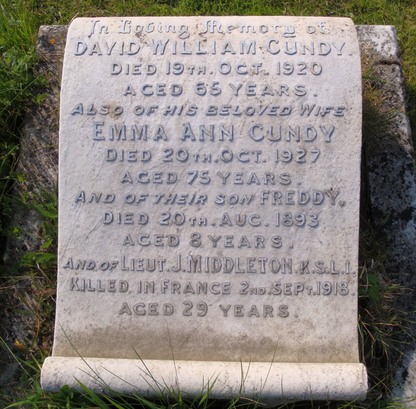 In Loving Memory of
DAVID WILLIAM CUNDY
DIED 19TH. OCT. 1920
AGED 65 YEARS.
ALSO OF HIS BELOVED WIFE
EMMA ANN CUNDY
DIED 20TH. OCT. 1927
AGED 75 YEARS.
AND OF THEIR SON FREDDY,
DIED 20TH. AUG. 1893
AGED 8 YEARS.
AND OF LIEUT. J. MIDDLETON. K.S.L.I.
KILLED IN FRANCE 2ND. SEPT. 1918.
AGED 29 YEARS.